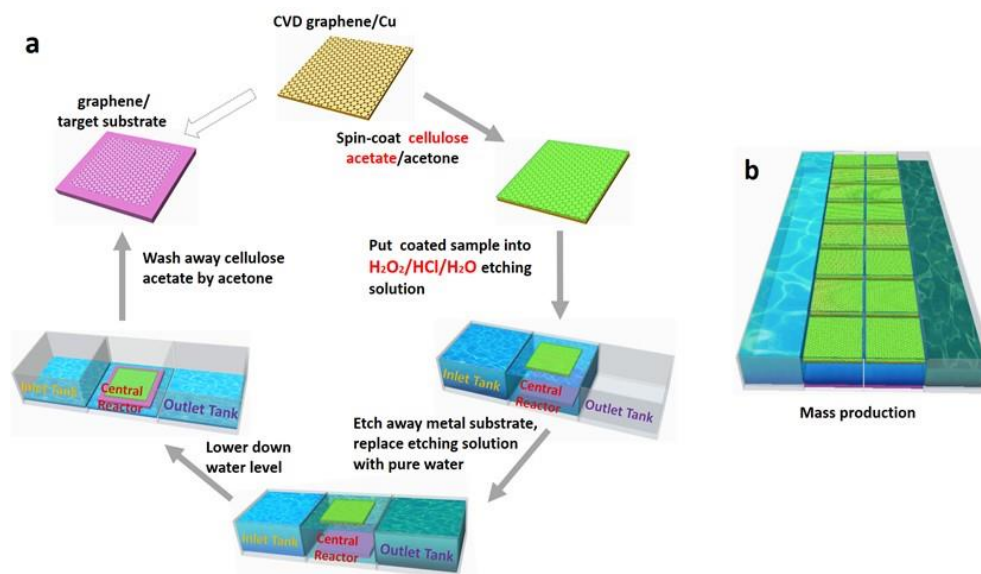 a
CVD graphene/Cu
graphene/
target substrate
Spin-coat cellulose
acetate/acetone
Put coated sample into
H₂O₂/HCl/H₂O etching
solution
Inlet Tank
Central
Reactor
Outlet Tank
Etch away metal substrate,
replace etching solution
with pure water
Inlet Tank
Central
Reactor
Outlet Tank
Lower down
water level
Inlet Tank
Central
Reactor
Outlet Tank
Wash away cellulose
acetate by acetone
b
Mass production